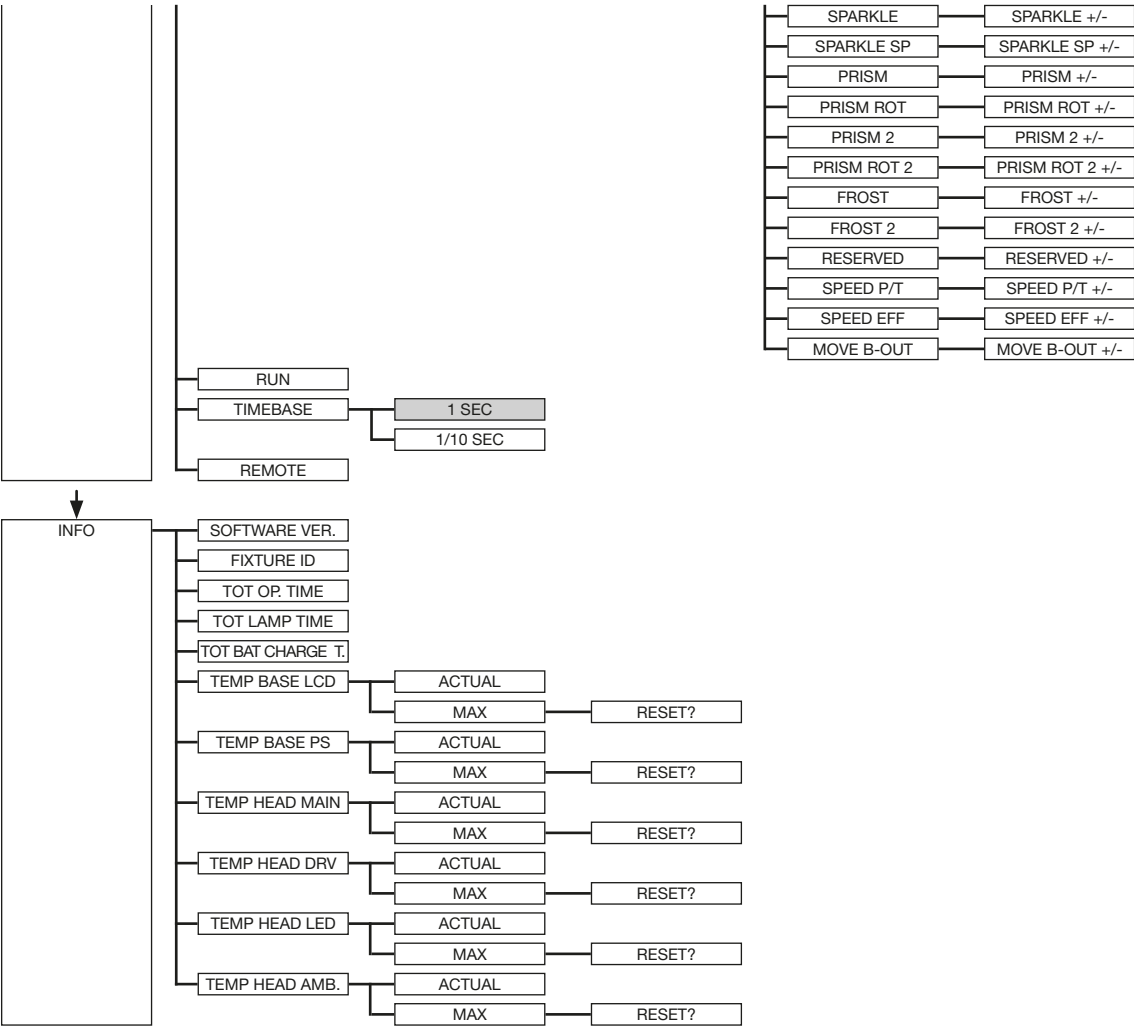 SPARKLE SPARKLE +/-
SPARKLE SP SPARKLE SP +/-
PRISM PRISM +/-
PRISM ROT PRISM ROT +/-
PRISM 2 PRISM 2 +/-
PRISM ROT 2 PRISM ROT 2 +/-
FROST FROST +/-
FROST 2 FROST 2 +/-
RESERVED RESERVED +/-
SPEED P/T SPEED P/T +/-
SPEED EFF SPEED EFF +/-
MOVE B-OUT MOVE B-OUT +/-
RUN
TIMEBASE 1 SEC
1/10 SEC
REMOTE
INFO SOFTWARE VER.
FIXTURE ID
TOT OP. TIME
TOT LAMP TIME
TOT BAT CHARGE T.
TEMP BASE LCD ACTUAL
MAX RESET?
TEMP BASE PS ACTUAL
MAX RESET?
TEMP HEAD MAIN ACTUAL
MAX RESET?
TEMP HEAD DRV ACTUAL
MAX RESET?
TEMP HEAD LED ACTUAL
MAX RESET?
TEMP HEAD AMB. ACTUAL
MAX RESET?